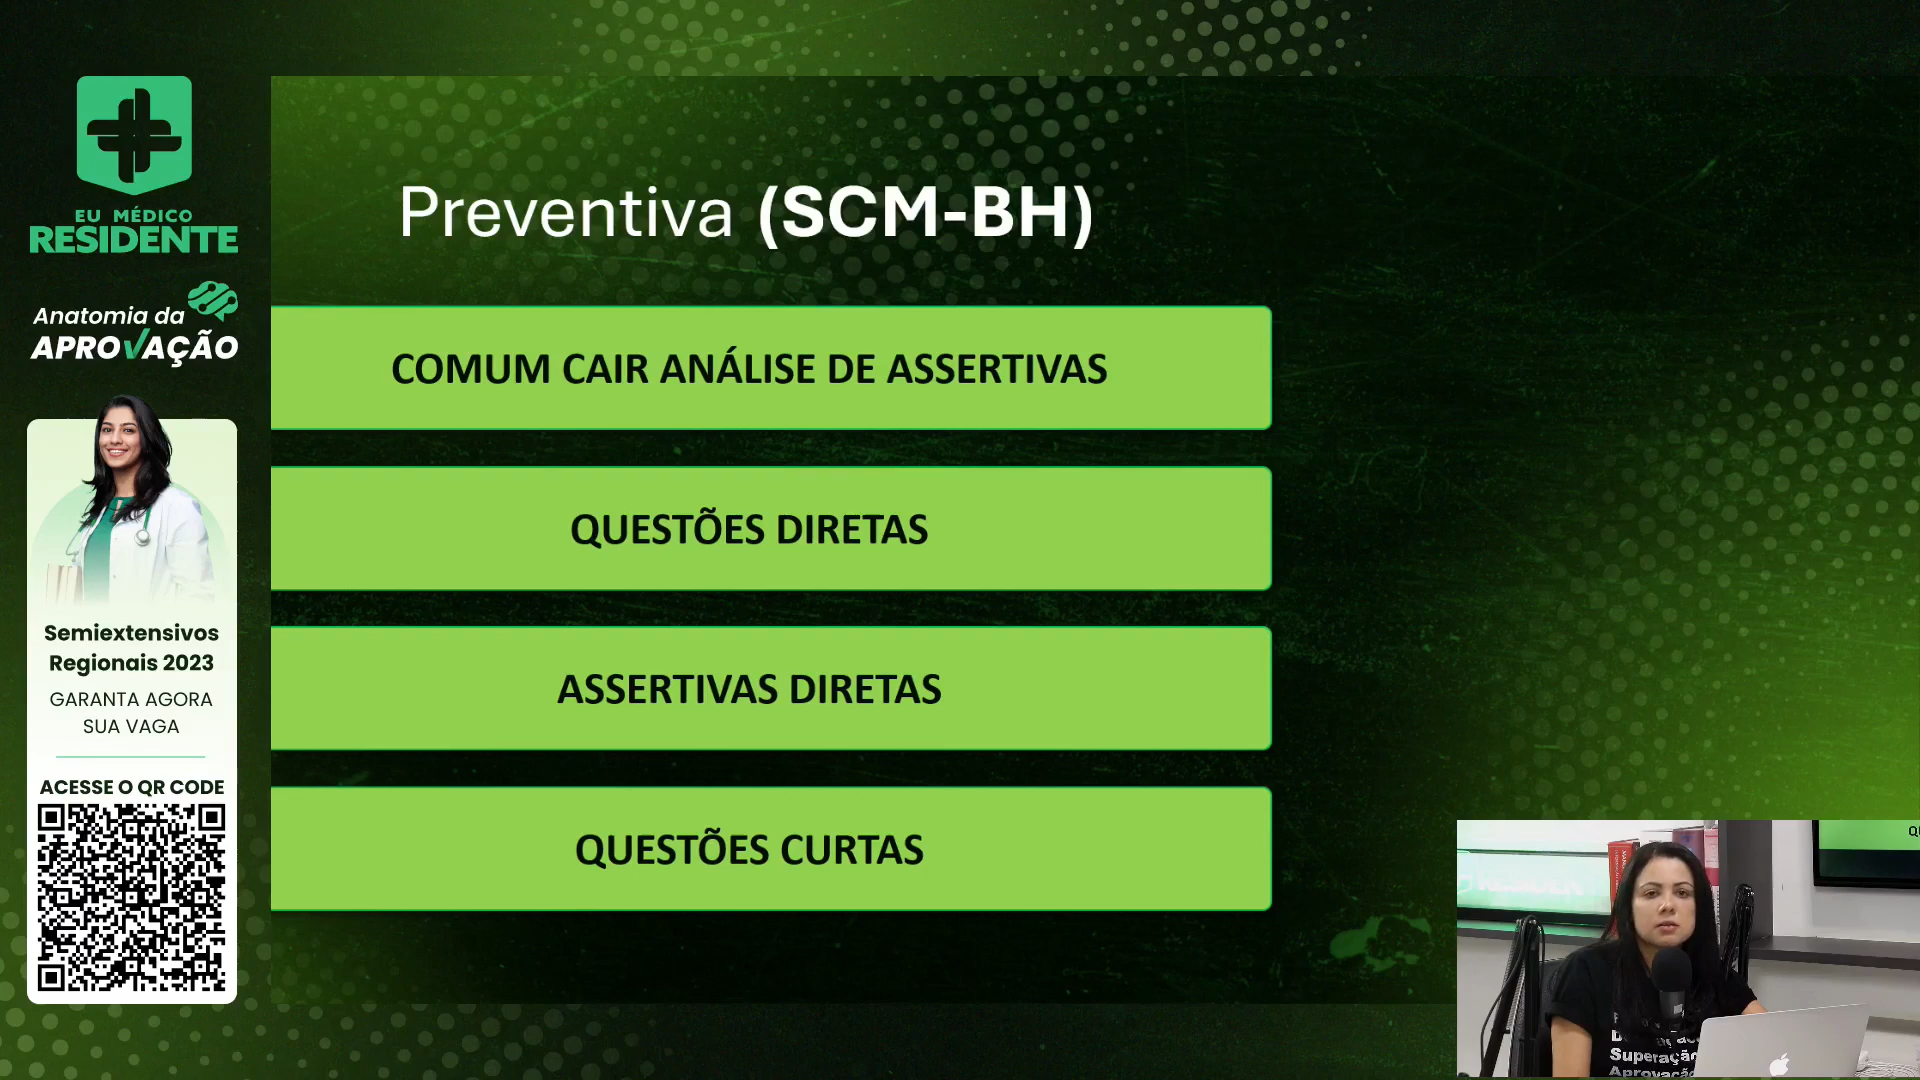 EU MÉDICO
RESIDENTE
Anatomia da
APROVAÇÃO
Semiextensivos
Regionais 2023
GARANTA AGORA
SUA VAGA
ACESSE O QR CODE
Preventiva (SCM-BH)
COMUM CAIR ANÁLISE DE ASSERTIVAS
QUESTÕES DIRETAS
ASSERTIVAS DIRETAS
QUESTÕES CURTAS
Superação
Aprovação